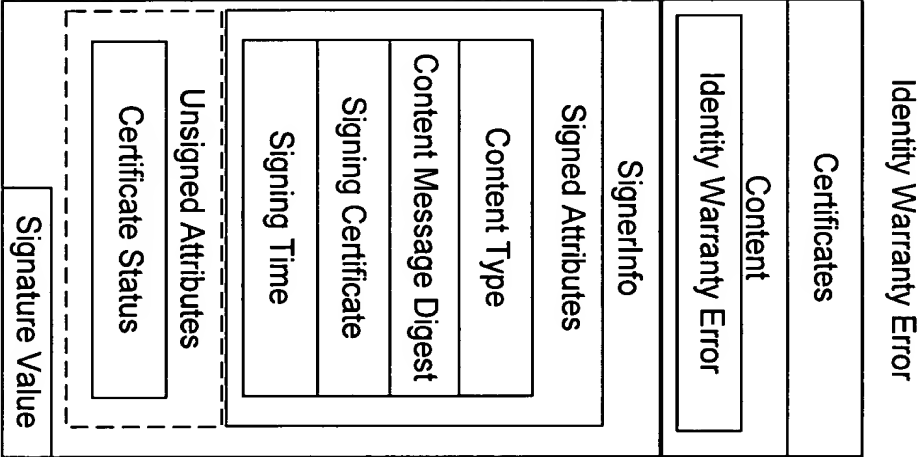 Identity Warranty Error
Certificates
Content
Identity Warranty Error
SignerInfo
Signed Attributes
Content Type
Content Message Digest
Signing Certificate
Signing Time
Unsigned Attributes
Certificate Status
Signature Value